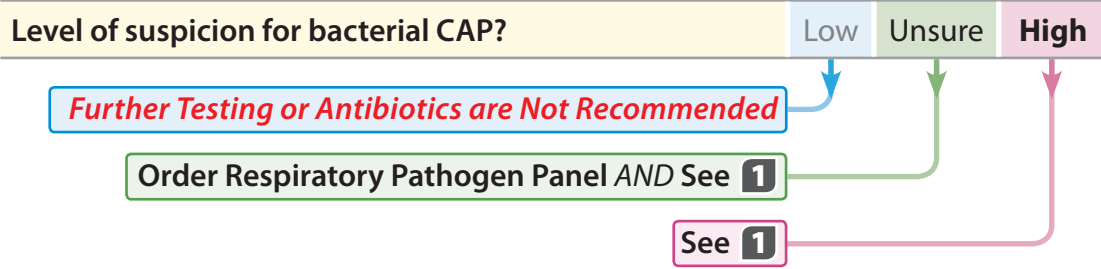 Level of suspicion for bacterial CAP? Low Unsure High
Further Testing or Antibiotics are Not Recommended
Order Respiratory Pathogen Panel AND See 1
See 1